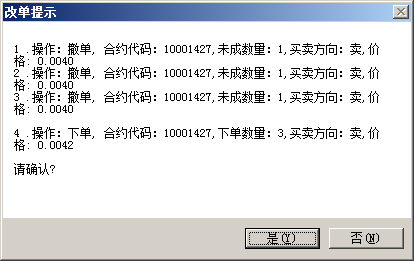 改单提示
1 .操作: 撤单, 合约代码: 10001427,未成数量: 1,买卖方向: 卖,价
格: 0.0040
2 .操作: 撤单, 合约代码: 10001427,未成数量: 1,买卖方向: 卖,价
格: 0.0040
3 .操作: 撤单, 合约代码: 10001427,未成数量: 1,买卖方向: 卖,价
格: 0.0040
4 .操作: 下单, 合约代码: 10001427,下单数量: 3,买卖方向: 卖,价
格: 0.0042
请确认?
是(Y) 否(N)